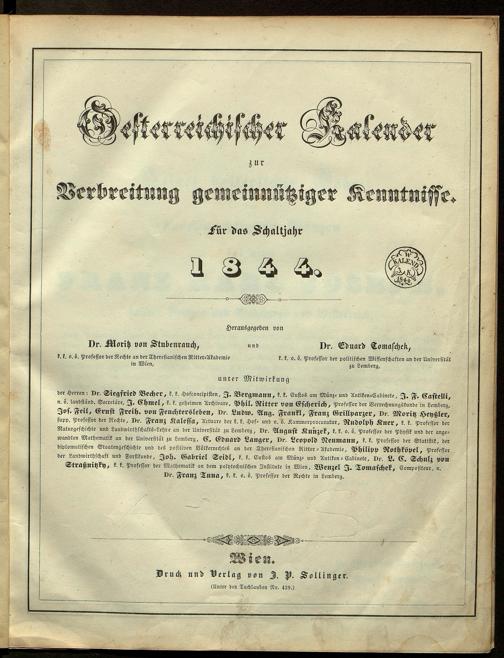 Oesterreichischer Kalender
zur
Verbreitung gemeinnütziger Kenntnisse.
Für das Schaltjahr
1844.
W
KALEND
Herausgegeben von
Dr. Moritz von Stubenrauch,
k. k. o. ö. Professor der Rechte an der Theresianischen Ritter-Akademie
in Wien,
und
Dr. Eduard Tomaschek,
k. k. o. ö. Professor der politischen Wissenschaften an der Universität
zu Lemberg.
unter Mitwirkung
der Herren: Dr. Siegfried Becher, k. k. Hofconcipisten, J. Bergmann, k. k. Custos am Münz- und Antiken-Cabinete, J. F. Castelli,
n. ö. landständ. Secretäre, J. Chmel, k. k. geheimen Archivare, Phil. Ritter von Escherich, Professor der Verrechnungskunde in Lemberg,
Jos. Feil, Ernst Freih. von Feuchtersleben, Dr. Ludw. Aug. Frankl, Franz Grillparzer, Dr. Moritz Heyßler,
supp. Professor der Rechte, Dr. Franz Kalessa, Actuare der k. k. Hof- und n. ö. Kammerprocuratur, Rudolph Kner, k. k. Professor der
Naturgeschichte und Landwirthschafts-Lehre an der Universität zu Lemberg, Dr. August Kunzek, k. k. o. ö. Professor der Physik und der ange-
wandten Mathematik an der Universität zu Lemberg, C. Eduard Langer, Dr. Leopold Neumann, k. k. Professor der Statistik, der
diplomatischen Staatengeschichte und des positiven Völkerrechtes an der Theresianischen Ritter-Akademie, Philipp Nothköpel, Professor
der Landwirthschaft und Forstkunde, Joh. Gabriel Seidl, k. k. Custos am Münz- und Antiken-Cabinete, Dr. L. C. Schulz von
Straßnitzky, k. k. Professor der Mathematik an dem polytechnischen Institute in Wien, Wenzel J. Tomaschek, Compositeur, u.
Dr. Franz Tuna, k. k. o. ö. Professor der Rechte in Lemberg.
Wien.
Druck und Verlag von J. P. Sollinger.
(Unter den Tuchlauben Nr. 439.)